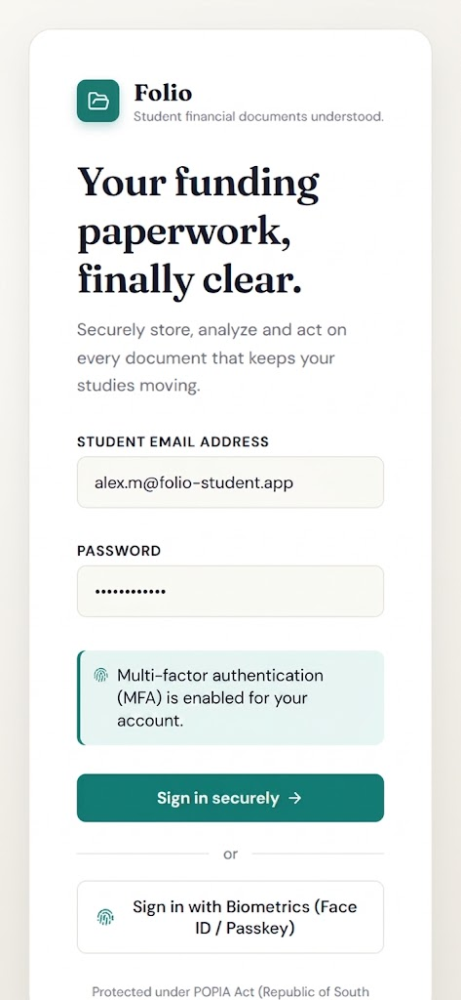 Folio
Student financial documents understood.
Your funding
paperwork,
finally clear.
Securely store, analyze and act on
every document that keeps your
studies moving.
STUDENT EMAIL ADDRESS
alex.m@folio-student.app
PASSWORD
••••••••••••
Multi-factor authentication
(MFA) is enabled for your
account.
Sign in securely →
or
Sign in with Biometrics (Face
ID / Passkey)
Protected under POPIA Act (Republic of South